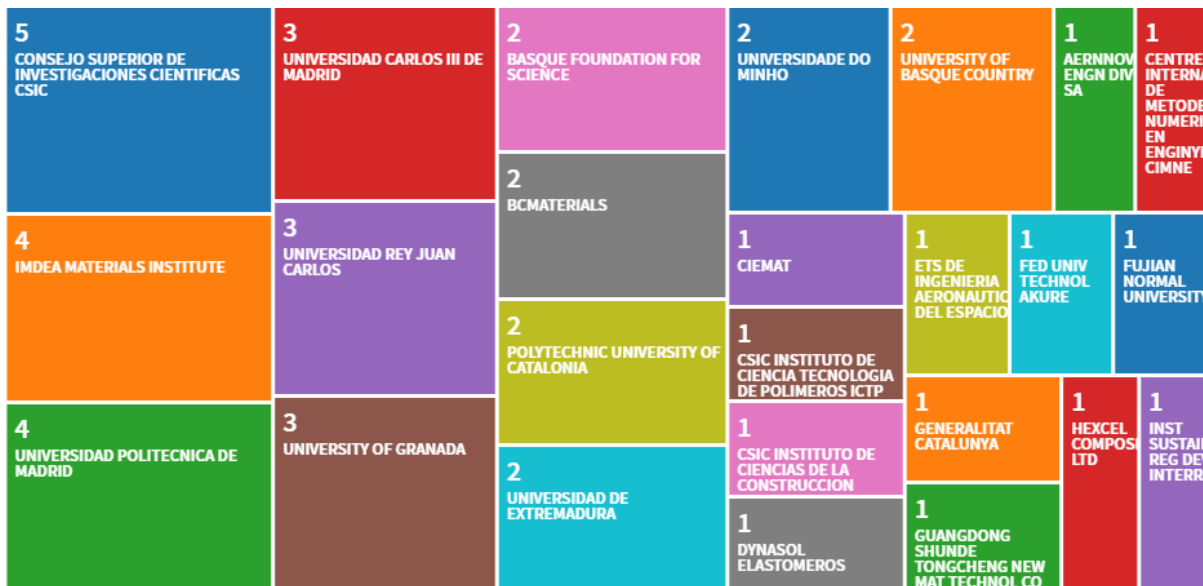 5
CONSEJO SUPERIOR DE
INVESTIGACIONES CIENTIFICAS
CSIC
4
IMDEA MATERIALS INSTITUTE
4
UNIVERSIDAD POLITECNICA DE
MADRID
3
UNIVERSIDAD CARLOS III DE
MADRID
3
UNIVERSIDAD REY JUAN
CARLOS
3
UNIVERSITY OF GRANADA
2
BASQUE FOUNDATION FOR
SCIENCE
2
BCMATERIALS
2
POLYTECHNIC UNIVERSITY OF
CATALONIA
2
UNIVERSIDAD DE
EXTREMADURA
2
UNIVERSIDADE DO
MINHO
2
UNIVERSITY OF
BASQUE COUNTRY
1
AERNNOV
ENGN DIV
SA
1
CENTRE
INTERNA
DE
METODE
NUMERI
EN
ENGINY
CIMNE
1
CIEMAT
1
CSIC INSTITUTO DE
CIENCIA TECNOLOGIA
DE POLIMEROS ICTP
1
CSIC INSTITUTO DE
CIENCIAS DE LA
CONSTRUCCION
1
DYNASOL
ELASTOMEROS
1
ETS DE
INGENIERIA
AERONAUTIC
DEL ESPACIO
1
FED UNIV
TECHNOL
AKURE
1
FUJIAN
NORMAL
UNIVERSITY
1
GENERALITAT
CATALUNYA
1
GUANGDONG
SHUNDE
TONGCHENG NEW
MAT TECHNOL CO
1
HEXCEL
COMPOSI
LTD
1
INST
SUSTAI
REG DE
INTERR